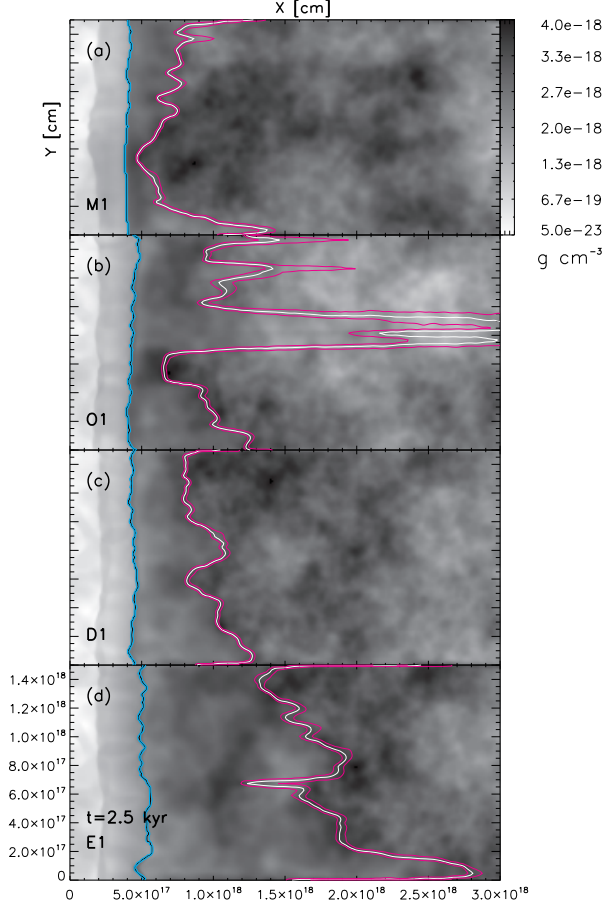 X [cm]
(a)
Y [cm]
M1
4.0e-18
3.3e-18
2.7e-18
2.0e-18
1.3e-18
6.7e-19
5.0e-23
g cm⁻³
(b)
O1
(c)
D1
(d)
t=2.5 kyr
E1
1.4×10¹⁸
1.2×10¹⁸
1.0×10¹⁸
8.0×10¹⁷
6.0×10¹⁷
4.0×10¹⁷
2.0×10¹⁷
0
0 5.0×10¹⁷ 1.0×10¹⁸ 1.5×10¹⁸ 2.0×10¹⁸ 2.5×10¹⁸ 3.0×10¹⁸